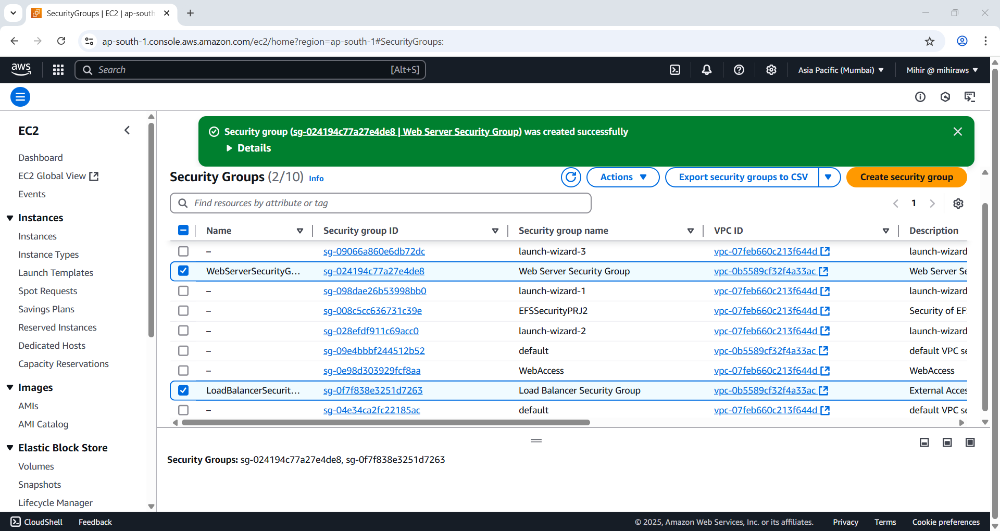 SecurityGroups | EC2 | ap-south
ap-south-1.console.aws.amazon.com/ec2/home?region=ap-south-1#SecurityGroups:
aws
Search [Alt+S]
Asia Pacific (Mumbai)
Mihir @ mihiraws
EC2
Dashboard
EC2 Global View
Events
Instances
Instances
Instance Types
Launch Templates
Spot Requests
Savings Plans
Reserved Instances
Dedicated Hosts
Capacity Reservations
Images
AMIs
AMI Catalog
Elastic Block Store
Volumes
Snapshots
Lifecycle Manager
Security group (sg-024194c77a27e4de8 | Web Server Security Group) was created successfully
Details
Security Groups (2/10) Info
Actions
Export security groups to CSV
Create security group
Find resources by attribute or tag
1
Name Security group ID Security group name VPC ID Description
– sg-09066a860e6db72dc launch-wizard-3 vpc-07feb660c213f644d launch-wizard
WebServerSecurityG... sg-024194c77a27e4de8 Web Server Security Group vpc-0b5589cf32f4a33ac Web Server Se
– sg-098dae26b53998bb0 launch-wizard-1 vpc-07feb660c213f644d launch-wizard
– sg-008c5cc636731c39e EFSSecurityPRJ2 vpc-07feb660c213f644d Security of EFS
– sg-028efdf911c69acc0 launch-wizard-2 vpc-07feb660c213f644d launch-wizard
– sg-09e4bbbf244512b52 default vpc-0b5589cf32f4a33ac default VPC se
– sg-0e98d303929fcf8aa WebAccess vpc-07feb660c213f644d WebAccess
LoadBalancerSecurit... sg-0f7f838e3251d7263 Load Balancer Security Group vpc-0b5589cf32f4a33ac External Acces
– sg-04e34ca2fc22185ac default vpc-07feb660c213f644d default VPC se
Security Groups: sg-024194c77a27e4de8, sg-0f7f838e3251d7263
CloudShell Feedback © 2025, Amazon Web Services, Inc. or its affiliates. Privacy Terms Cookie preferences